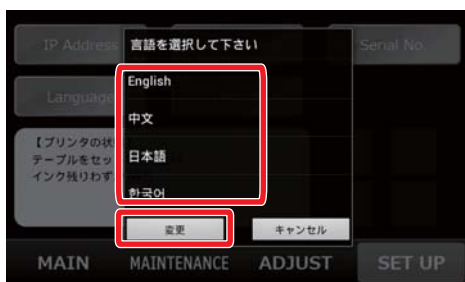 IP Address
言語を選択して下さい
Serial No.
Language
English
中文
日本語
한국어
【プリンタの状
テーブルをセッ
インク残りわず
変更
キャンセル
MAIN
MAINTENANCE
ADJUST
SET UP